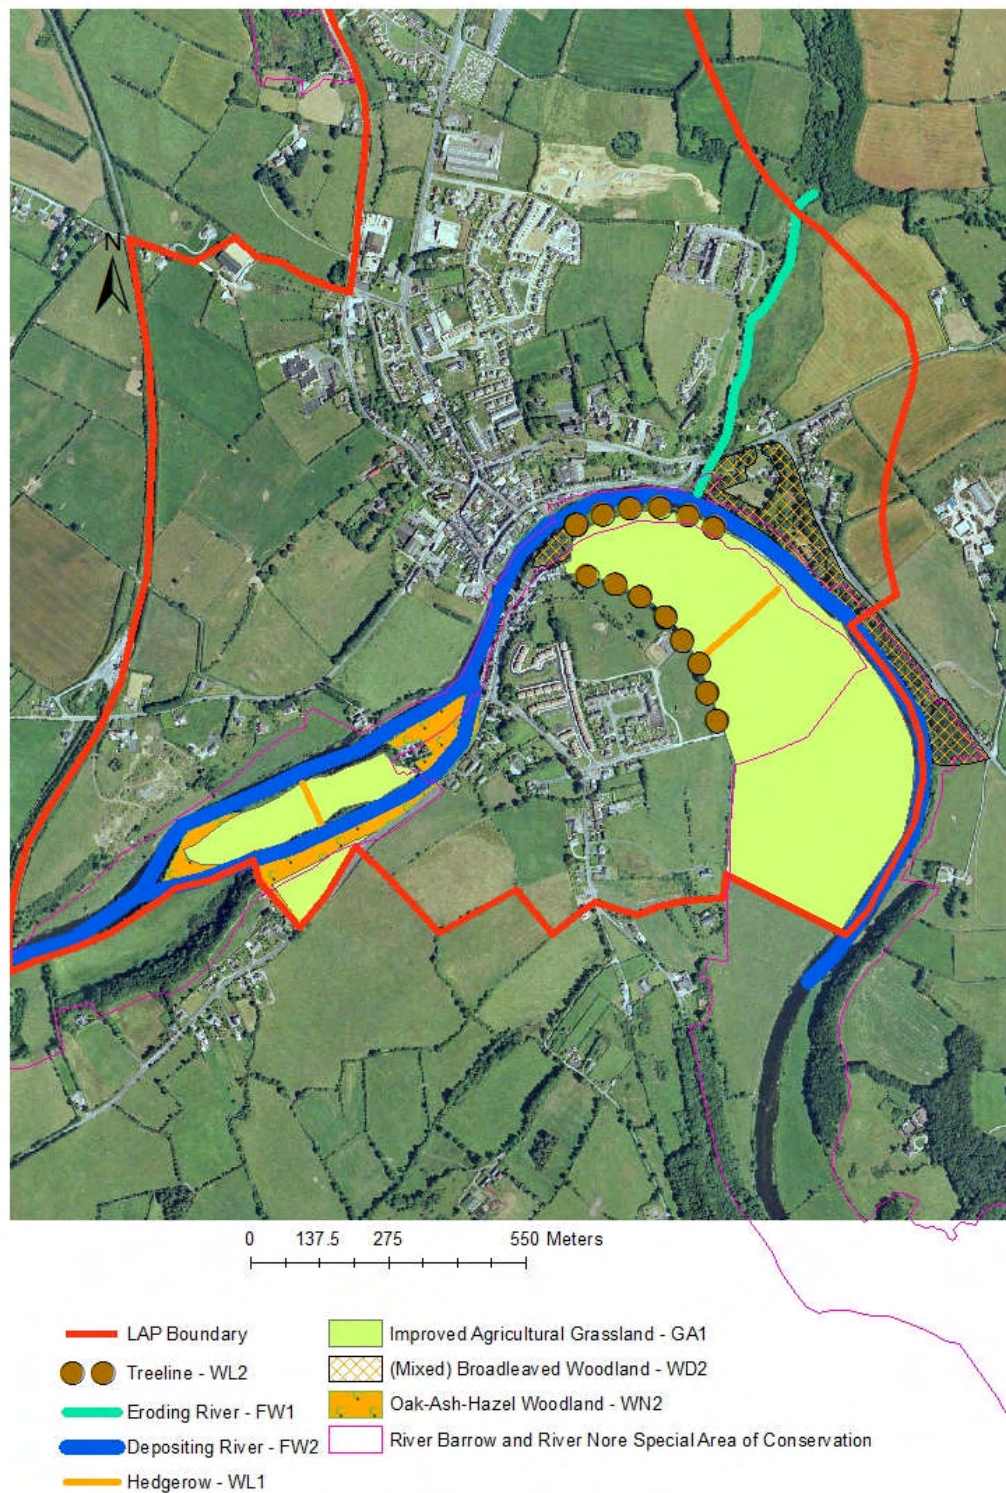 N
0 137.5 275 550 Meters
LAP Boundary
Treeline - WL2
Eroding River - FW1
Depositing River - FW2
Hedgerow - WL1
Improved Agricultural Grassland - GA1
(Mixed) Broadleaved Woodland - WD2
Oak-Ash-Hazel Woodland - WN2
River Barrow and River Nore Special Area of Conservation